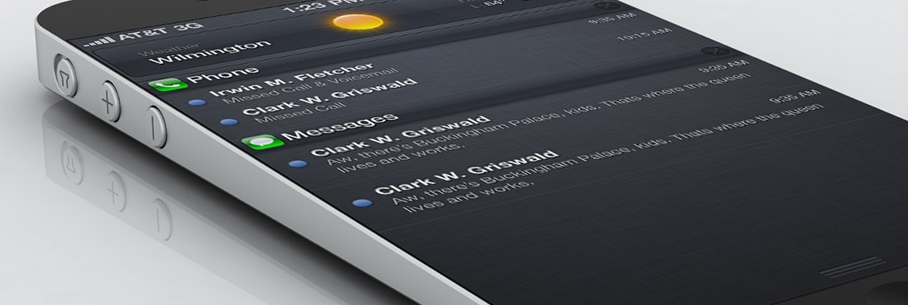 AT&T 3G
1:23 PM
Weather
Wilmington
64°
Phone
Irwin M. Fletcher
9:35 AM
Missed Call & Voicemail
Clark W. Griswald
10:15 AM
Missed Call
Messages
Clark W. Griswald
9:35 AM
Aw, there's Buckingham Palace, kids. Thats where the queen
lives and works.
Clark W. Griswald
9:35 AM
Aw, there's Buckingham Palace, kids. Thats where the queen
lives and works.